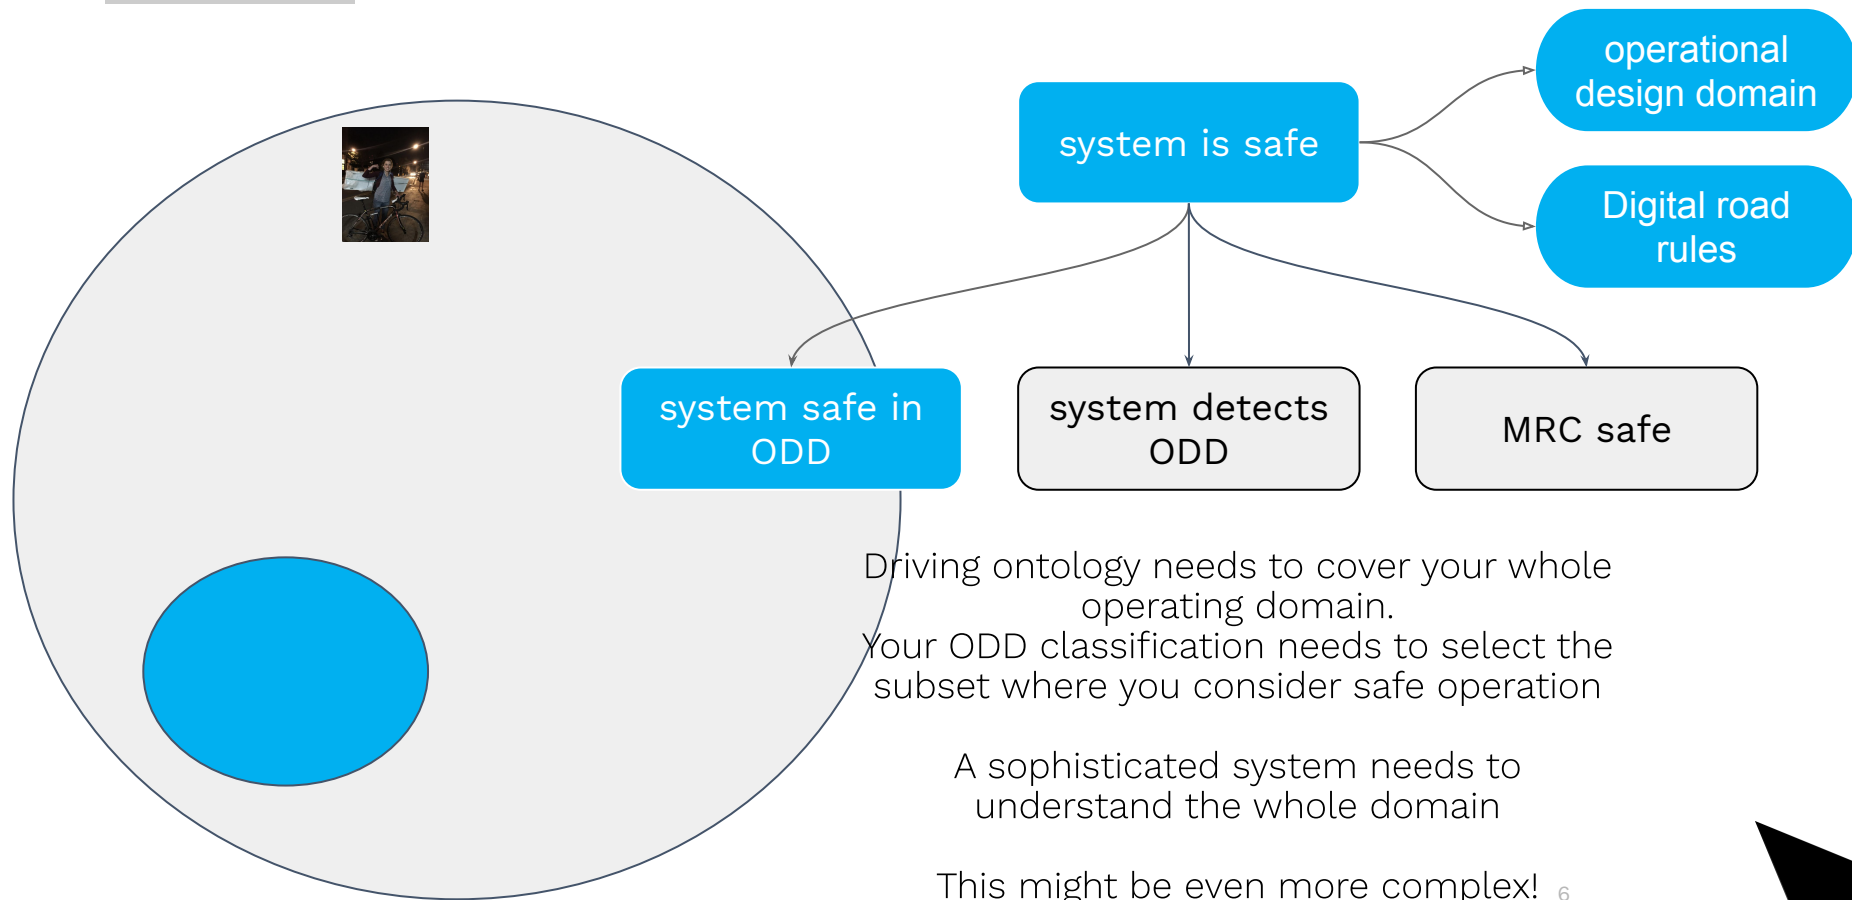 operational
design domain
system is safe
Digital road
rules
system safe in
ODD
system detects
ODD
MRC safe
Driving ontology needs to cover your whole
operating domain.
Your ODD classification needs to select the
subset where you consider safe operation
A sophisticated system needs to
understand the whole domain
This might be even more complex!
6